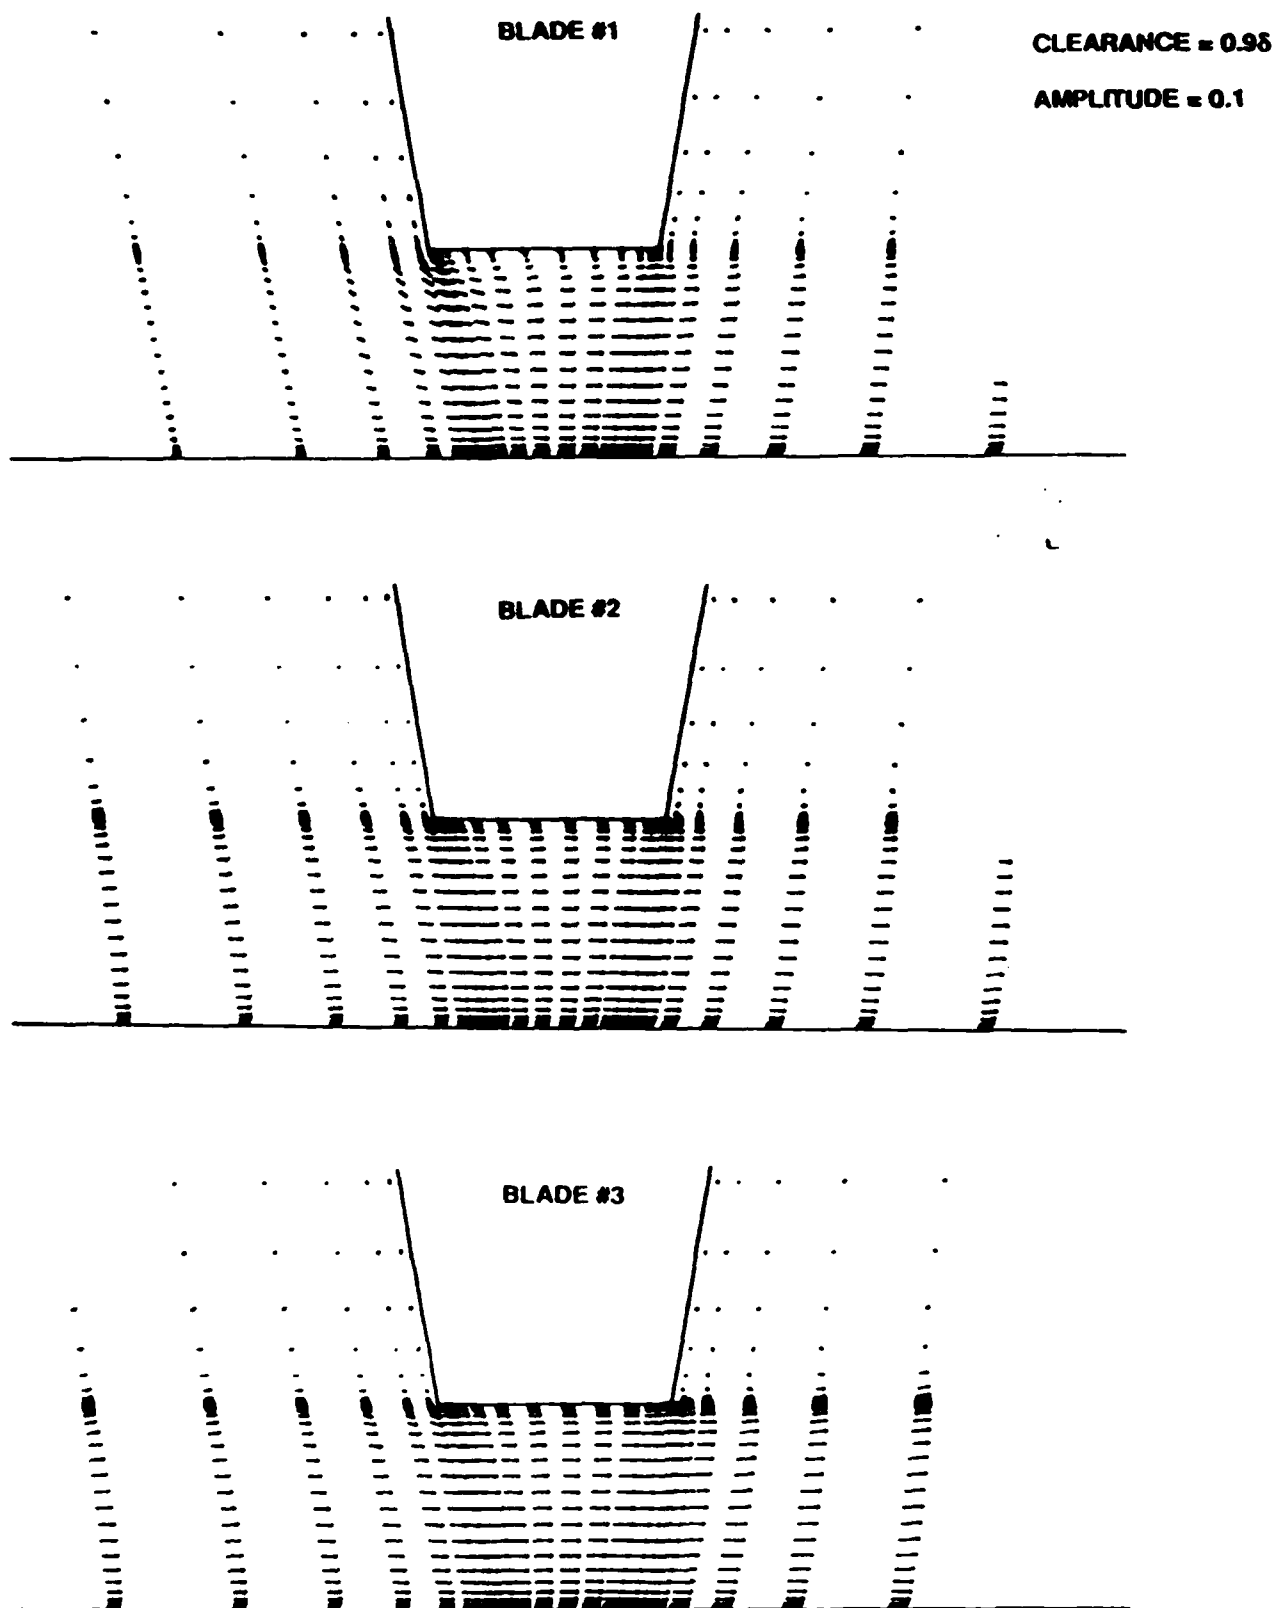 BLADE #1
CLEARANCE = 0.9δ
AMPLITUDE = 0.1
BLADE #2
BLADE #3